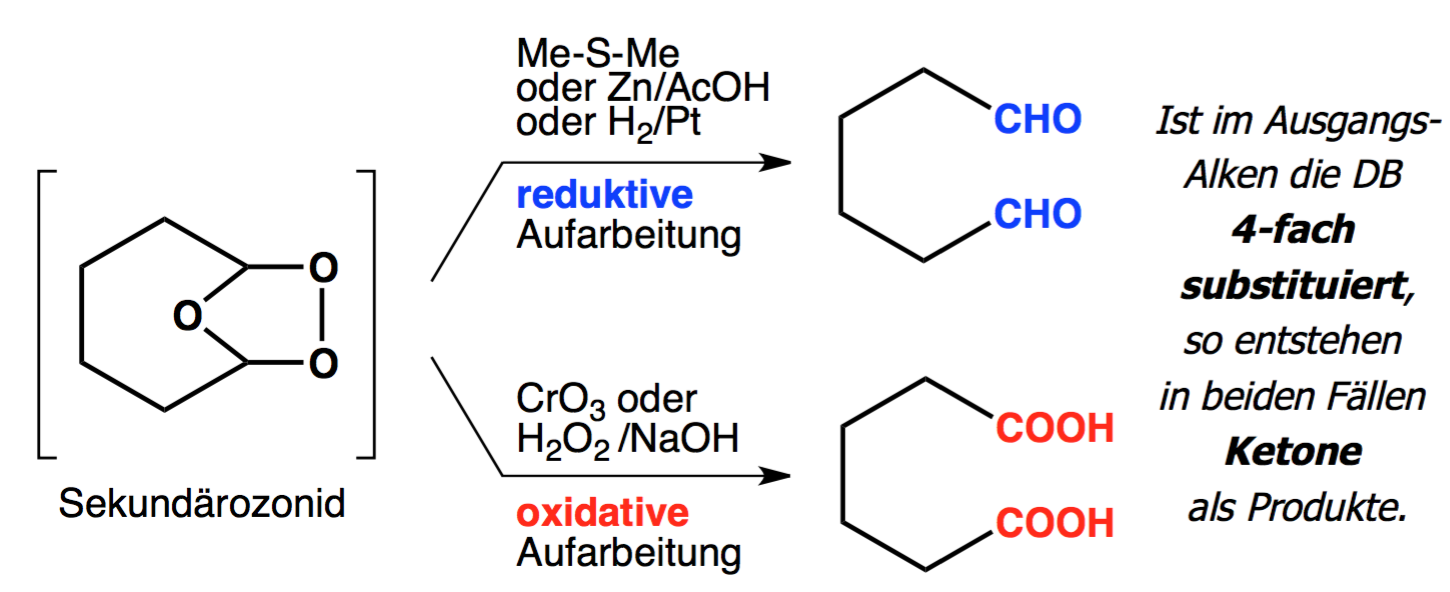 Me-S-Me
oder Zn/AcOH
oder H₂/Pt
reduktive
Aufarbeitung
CHO
CHO
O
O
O
Sekundärozonid
CrO₃ oder
H₂O₂ /NaOH
oxidative
Aufarbeitung
COOH
COOH
Ist im Ausgangs-
Alken die DB
4-fach
substituiert,
so entstehen
in beiden Fällen
Ketone
als Produkte.